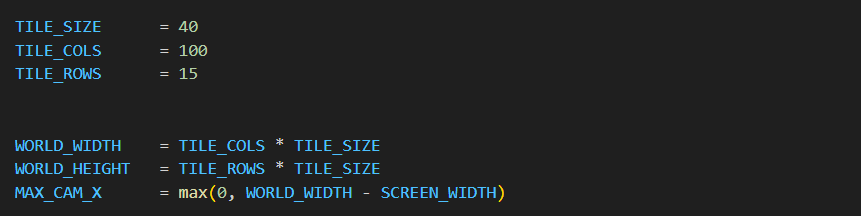 TILE_SIZE      = 40
TILE_COLS      = 100
TILE_ROWS      = 15
WORLD_WIDTH    = TILE_COLS * TILE_SIZE
WORLD_HEIGHT   = TILE_ROWS * TILE_SIZE
MAX_CAM_X      = max(0, WORLD_WIDTH - SCREEN_WIDTH)